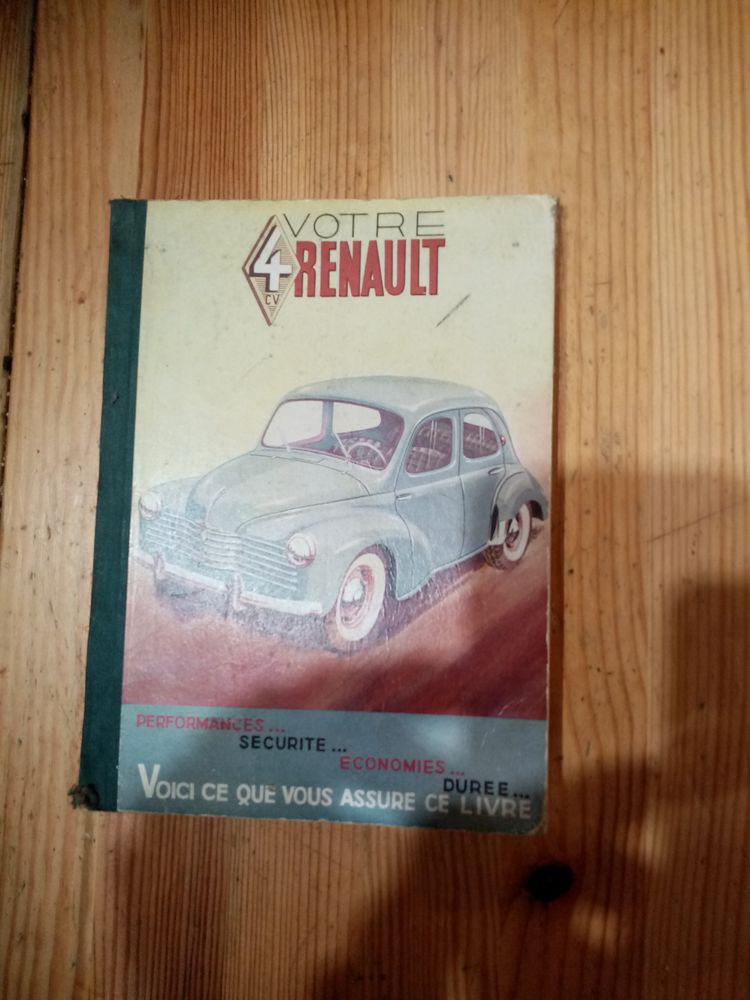 VOTRE
4 CV RENAULT
PERFORMANCES...
SECURITE...
ECONOMIES...
DUREE...
VOICI CE QUE VOUS ASSURE CE LIVRE